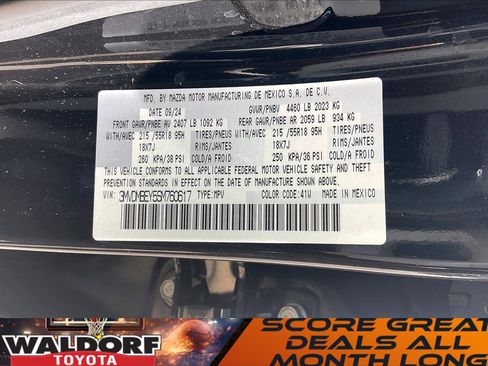 MFD. BY MAZDA MOTOR MANUFACTURING DE MEXICO S.A. DE C.V.
DATE 09/24 GVWR/PNBV 4460 LB 2023 KG
FRONT GAWR/PNBE AV 2407 LB 1092 KG REAR GAWR/PNBE AR 2059 LB 934 KG
WITH/AVEC 215/55R18 95H TIRES/PNEUS WITH/AVEC 215/55R18 95H TIRES/PNEUS
18X7J RIMS/JANTES 18X7J RIMS/JANTES
260 KPA/38 PSI COLD/A FROID 250 KPA/36 PSI COLD/A FROID
THIS VEHICLE CONFORMS TO ALL APPLICABLE FEDERAL MOTOR VEHICLE SAFETY AND THEFT
PREVENTION STANDARDS IN EFFECT ON THE DATE OF MANUFACTURE SHOWN ABOVE.
VIN: TYPE:MPV COLOR CODE:41W MADE IN MEXICO
WALDORF
TOYOTA
SCORE GREAT
DEALS ALL
MONTH LONG